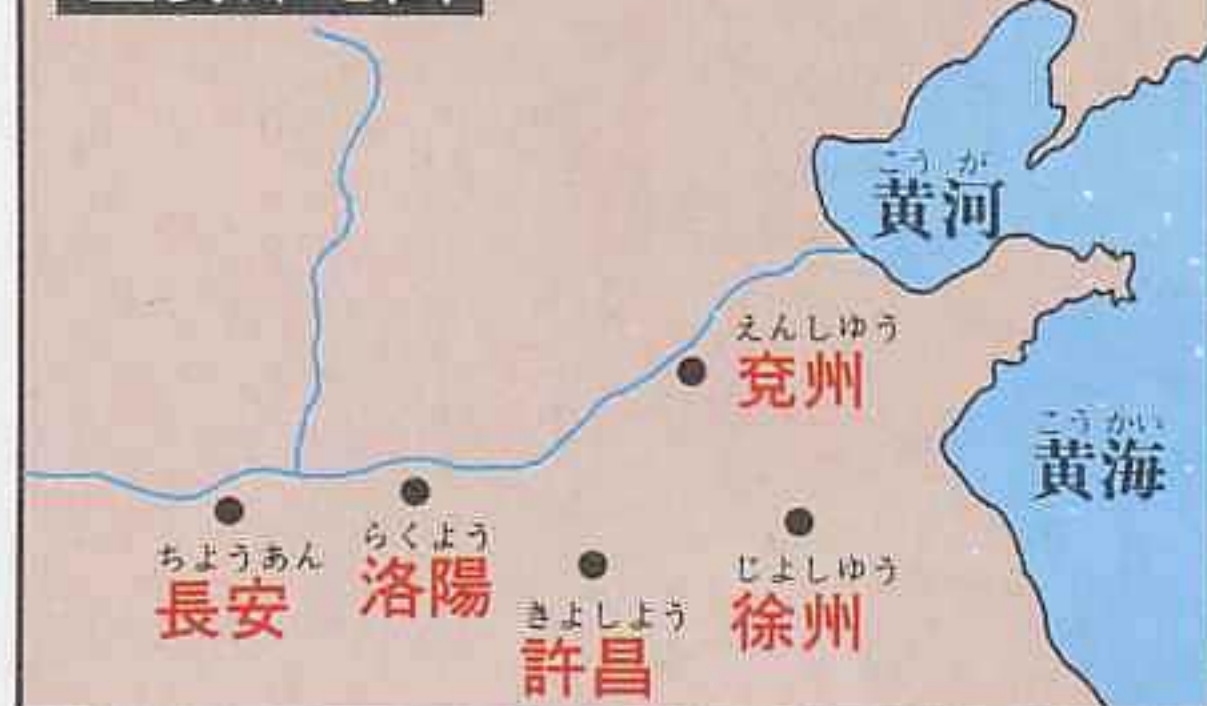 こうが
黄河
えんしゆう
兗州
こうかい
黄海
ちようあん
長安
らくよう
洛陽
きよしよう
許昌
じよしゆう
徐州